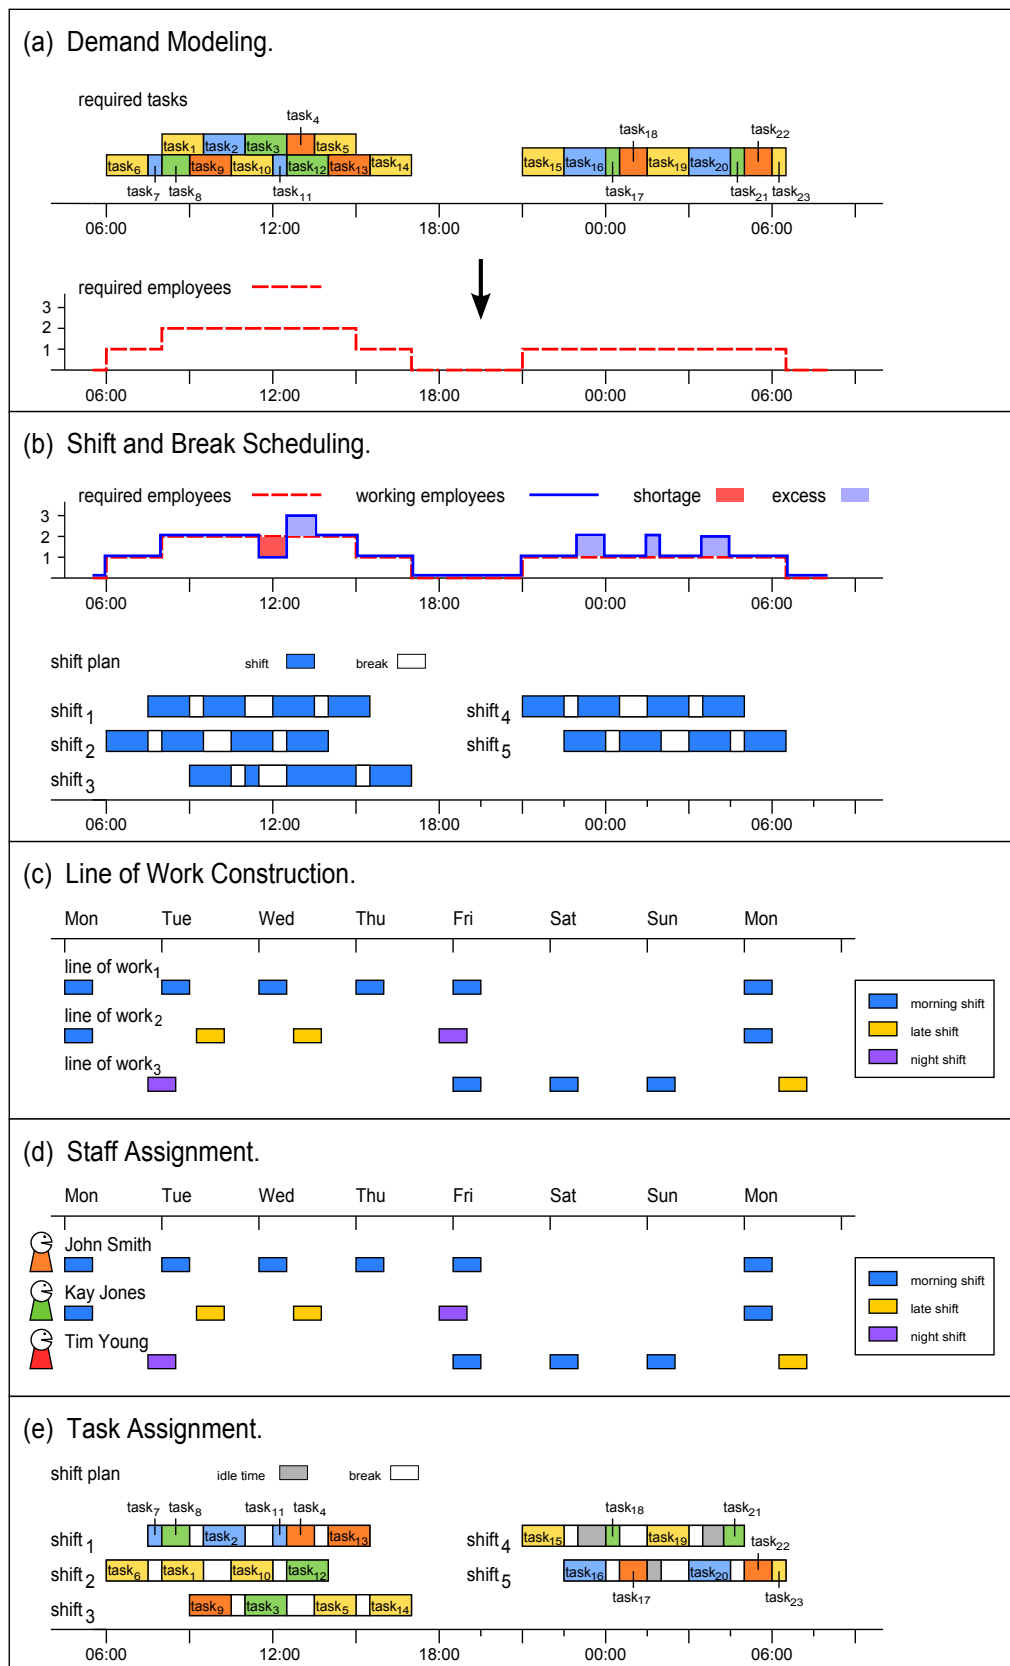 (a) Demand Modeling.
required tasks
task4 task18 task22
task1 task2 task3 task5
task6 task9 task10 task12 task13 task14 task15 task16 task19 task20
task7 task8 task11 task17 task21 task23
06:00 12:00 18:00 00:00 06:00
required employees
3
2
1
06:00 12:00 18:00 00:00 06:00
(b) Shift and Break Scheduling.
required employees working employees shortage excess
3
2
1
06:00 12:00 18:00 00:00 06:00
shift plan shift break
shift1 shift4
shift2 shift5
shift3
06:00 12:00 18:00 00:00 06:00
(c) Line of Work Construction.
Mon Tue Wed Thu Fri Sat Sun Mon
line of work1
morning shift
line of work2
late shift
night shift
line of work3
(d) Staff Assignment.
Mon Tue Wed Thu Fri Sat Sun Mon
John Smith
morning shift
Kay Jones
late shift
night shift
Tim Young
(e) Task Assignment.
shift plan idle time break
task7 task8 task11 task4 task18 task21
shift1 task2 task13 shift4 task15 task19
task22
shift2 task6 task1 task10 task12 shift5 task16 task20
task17 task23
shift3 task9 task3 task5 task14
06:00 12:00 18:00 00:00 06:00